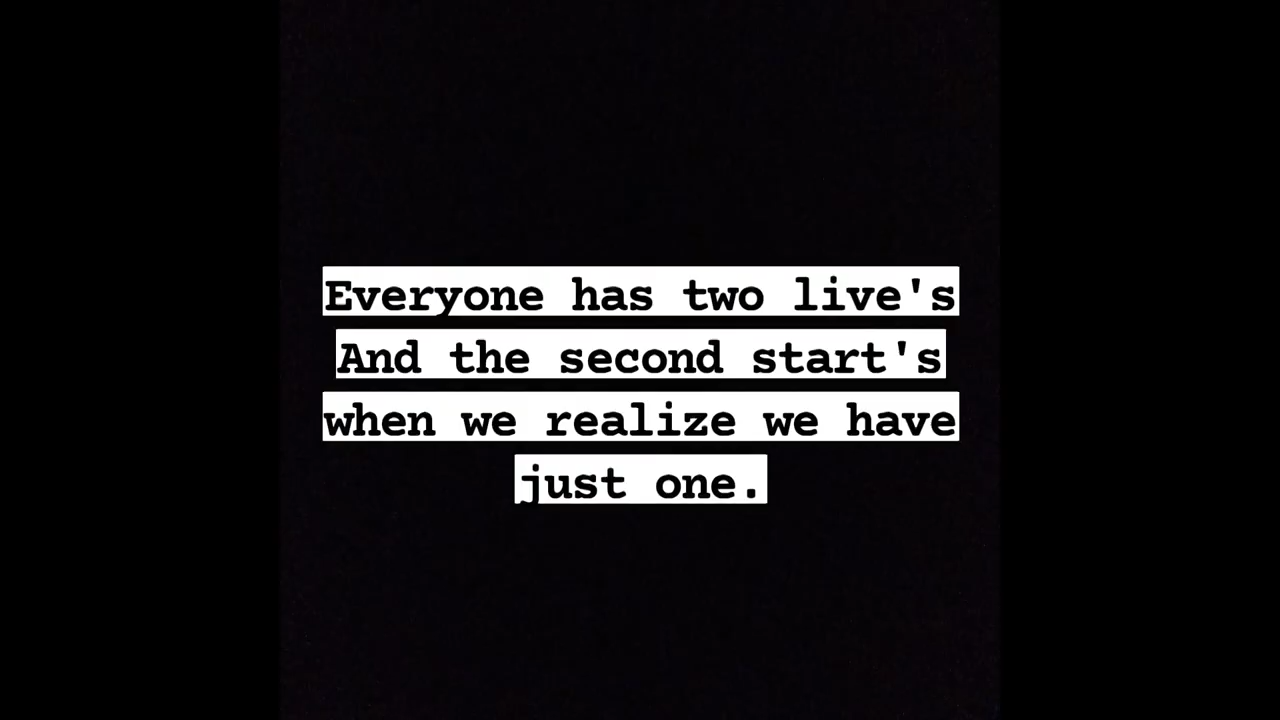 Everyone has two live's
And the second start's
when we realize we have
just one.